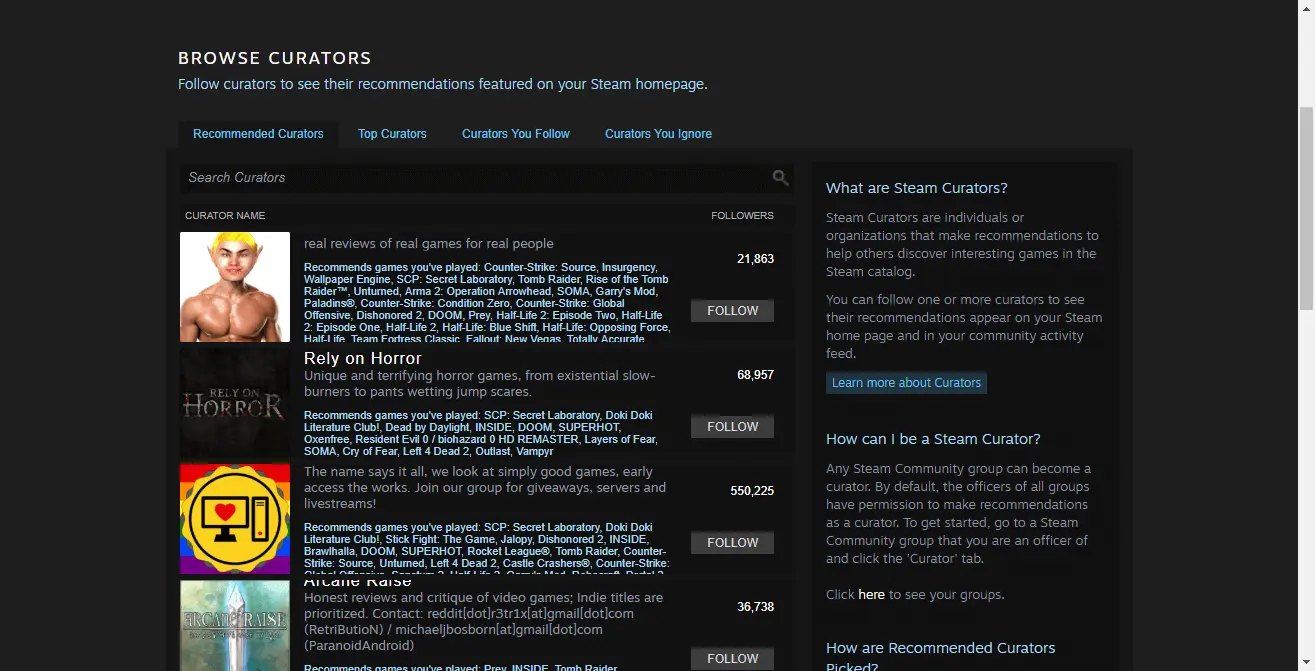 BROWSE CURATORS
Follow curators to see their recommendations featured on your Steam homepage.
Recommended Curators
Top Curators
Curators You Follow
Curators You Ignore
Search Curators
CURATOR NAME
FOLLOWERS
real reviews of real games for real people
Recommends games you've played: Counter-Strike: Source, Insurgency,
Wallpaper Engine, SCP: Secret Laboratory, Tomb Raider, Rise of the Tomb
Raider™, Unturned, Arma 2: Operation Arrowhead, SOMA, Garry's Mod,
Paladins®, Counter-Strike: Condition Zero, Counter-Strike: Global
Offensive, Dishonored 2, DOOM, Prey, Half-Life 2: Episode Two, Half-Life
2: Episode One, Half-Life 2, Half-Life: Blue Shift, Half-Life: Opposing Force,
Half-Life, Team Fortress Classic, Fallout: New Vegas, Totally Accurate
21,863
FOLLOW
RELY ON
HORROR
Rely on Horror
Unique and terrifying horror games, from existential slow-
burners to pants wetting jump scares.
Recommends games you've played: SCP: Secret Laboratory, Doki Doki
Literature Club!, Dead by Daylight, INSIDE, DOOM, SUPERHOT,
Oxenfree, Resident Evil 0 / biohazard 0 HD REMASTER, Layers of Fear,
SOMA, Cry of Fear, Left 4 Dead 2, Outlast, Vampyr
68,957
FOLLOW
The name says it all, we look at simply good games, early
access the works. Join our group for giveaways, servers and
livestreams!
Recommends games you've played: SCP: Secret Laboratory, Doki Doki
Literature Club!, Stick Fight: The Game, Jalopy, Dishonored 2, INSIDE,
Brawlhalla, DOOM, SUPERHOT, Rocket League®, Tomb Raider, Counter-
Strike: Source, Unturned, Left 4 Dead 2, Castle Crashers®, Counter-Strike:
550,225
FOLLOW
ARCANE RAISE
Arcane Raise
Honest reviews and critique of video games; Indie titles are
prioritized. Contact: reddit[dot]r3tr1x[at]gmail[dot]com
(RetriButioN) / michaeljbosborn[at]gmail[dot]com
(ParanoidAndroid)
Recommends games you've played: Prey, INSIDE, Tomb Raider,
36,738
FOLLOW
What are Steam Curators?
Steam Curators are individuals or
organizations that make recommendations to
help others discover interesting games in the
Steam catalog.
You can follow one or more curators to see
their recommendations appear on your Steam
home page and in your community activity
feed.
Learn more about Curators
How can I be a Steam Curator?
Any Steam Community group can become a
curator. By default, the officers of all groups
have permission to make recommendations
as a curator. To get started, go to a Steam
Community group that you are an officer of
and click the 'Curator' tab.
Click here to see your groups.
How are Recommended Curators
Picked?